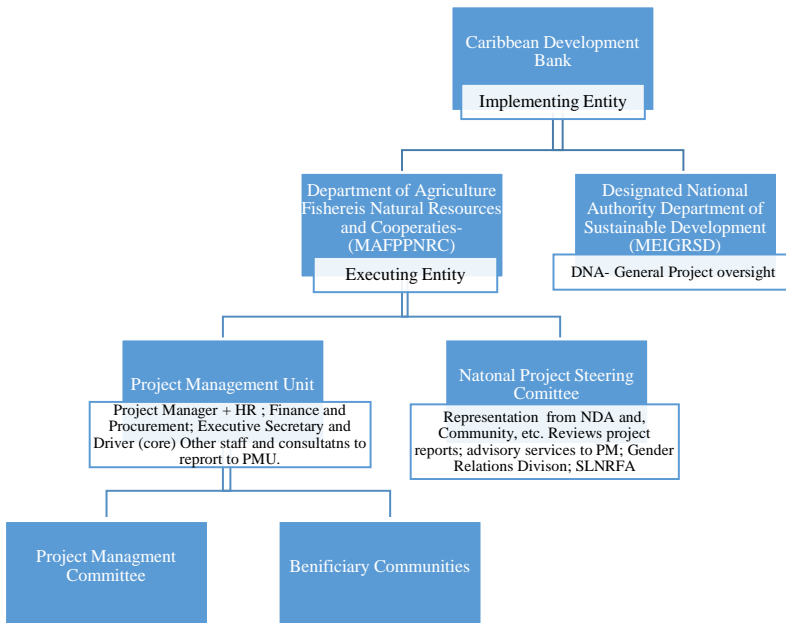 Caribbean Development
Bank
Implementing Entity
Department of Agriculture
Fishereis Natural Resources
and Cooperaties-
(MAFPPNRC)
Executing Entity
Designated National
Authority Department of
Sustainable Development
(MEIGRSD)
DNA- General Project oversight
Project Management Unit
Project Manager + HR ; Finance and
Procurement; Executive Secretary and
Driver (core) Other staff and consultatns to
reprort to PMU.
Natonal Project Steering
Comittee
Representation from NDA and,
Community, etc. Reviews project
reports; advisory services to PM; Gender
Relations Divison; SLNRFA
Project Managment
Committee
Benificiary Communities